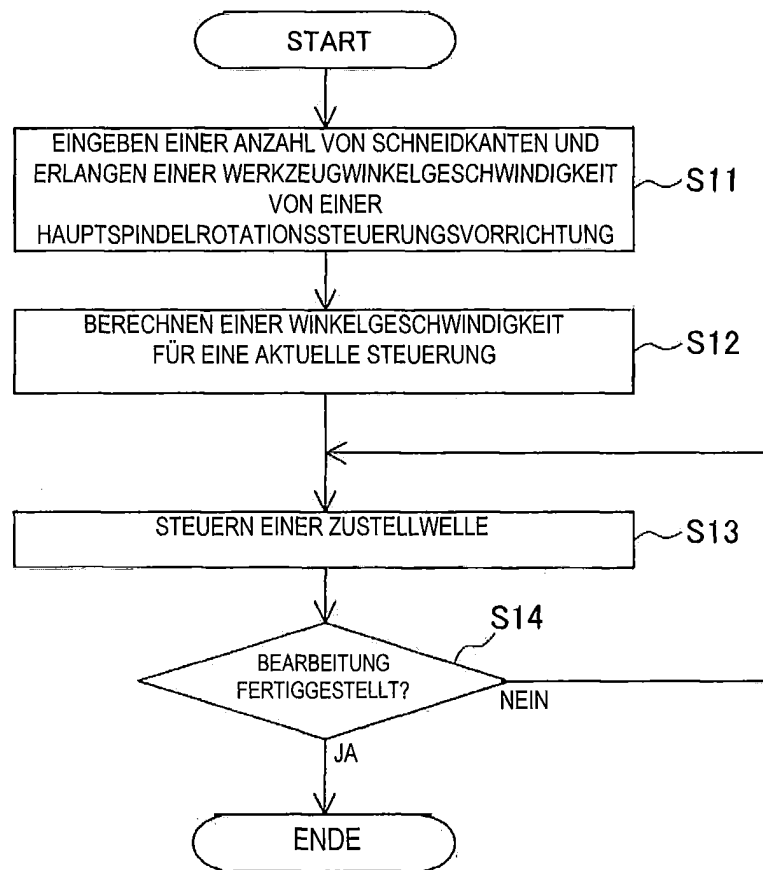 START
EINGEBEN EINER ANZAHL VON SCHNEIDKANTEN UND
ERLANGEN EINER WERKZEUGWINKELGESCHWINDIGKEIT
VON EINER
HAUPTSPINDELROTATIONSSTEUERUNGSVORRICHTUNG
S11
BERECHNEN EINER WINKELGESCHWINDIGKEIT
FÜR EINE AKTUELLE STEUERUNG
S12
STEUERN EINER ZUSTELLWELLE
S13
S14
BEARBEITUNG
FERTIGGESTELLT?
NEIN
JA
ENDE